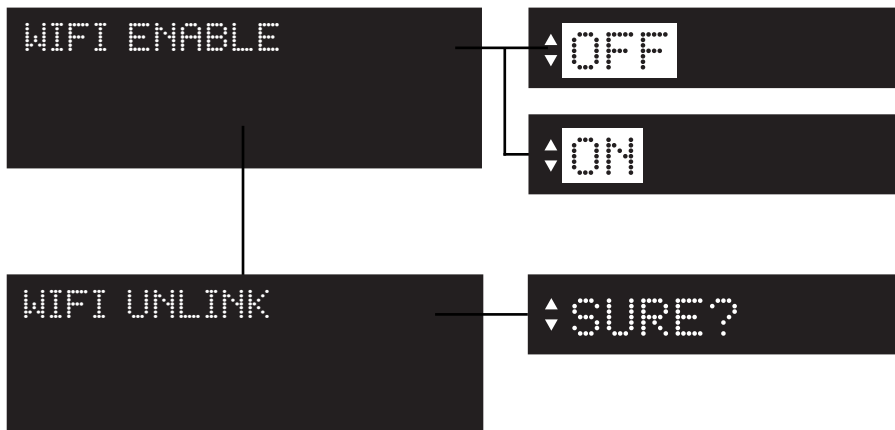 WIFI ENABLE
OFF
ON
WIFI UNLINK
SURE?